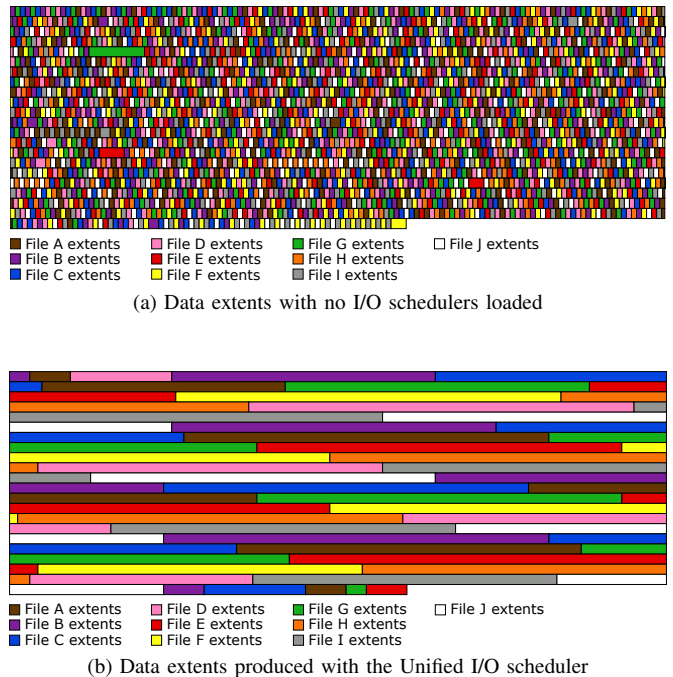 File A extents File D extents File G extents File J extents
File B extents File E extents File H extents
File C extents File F extents File I extents
(a) Data extents with no I/O schedulers loaded
File A extents File D extents File G extents File J extents
File B extents File E extents File H extents
File C extents File F extents File I extents
(b) Data extents produced with the Unified I/O scheduler